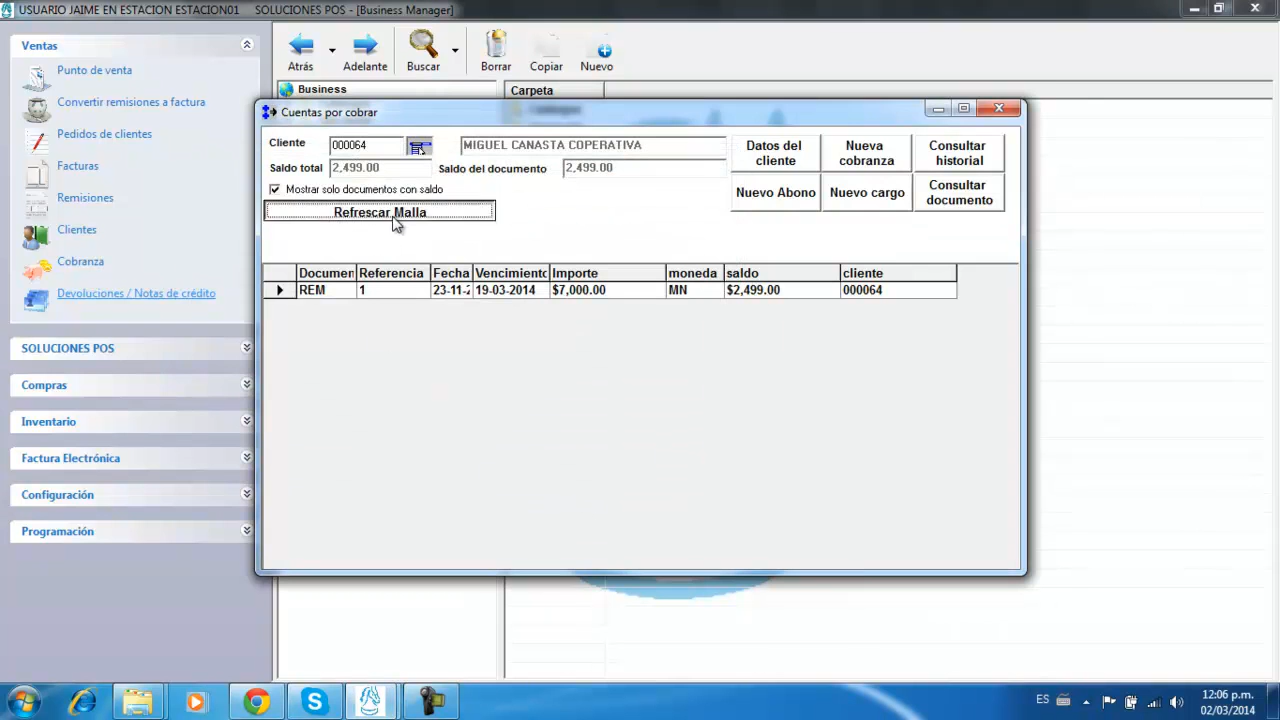 USUARIO JAIME EN ESTACION ESTACION01 SOLUCIONES POS - [Business Manager]
Ventas
Punto de venta
Convertir remisiones a factura
Pedidos de clientes
Facturas
Remisiones
Clientes
Cobranza
Devoluciones / Notas de crédito
SOLUCIONES POS
Compras
Inventario
Factura Electrónica
Configuración
Programación
Atrás Adelante Buscar Borrar Copiar Nuevo
Business Carpeta
Cuentas por cobrar
Cliente 000064 MIGUEL CANASTA COPERATIVA
Saldo total 2,499.00 Saldo del documento 2,499.00
Mostrar solo documentos con saldo
Refrescar Malla
Datos del cliente
Nueva cobranza
Consultar historial
Nuevo Abono
Nuevo cargo
Consultar documento
Documen Referencia Fecha Vencimiento Importe moneda saldo cliente
REM 1 23-11-2 19-03-2014 $7,000.00 MN $2,499.00 000064
ES 12:06 p.m.
02/03/2014